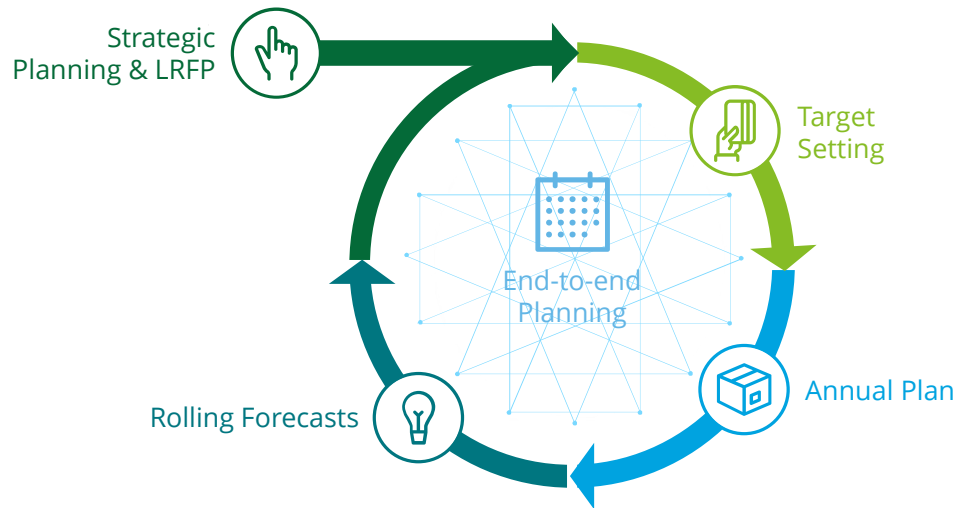 Strategic
Planning & LRFP
Target
Setting
End-to-end
Planning
Annual Plan
Rolling Forecasts